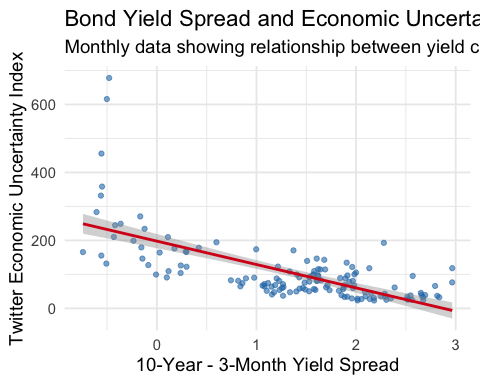 Bond Yield Spread and Economic Uncerta
Monthly data showing relationship between yield c
Twitter Economic Uncertainty Index
600
400
200
0
0
1
2
3
10-Year - 3-Month Yield Spread